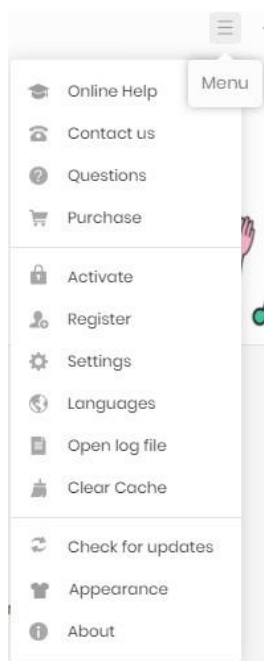 Menu
Online Help
Contact us
Questions
Purchase
Activate
Register
Settings
Languages
Open log file
Clear Cache
Check for updates
Appearance
About